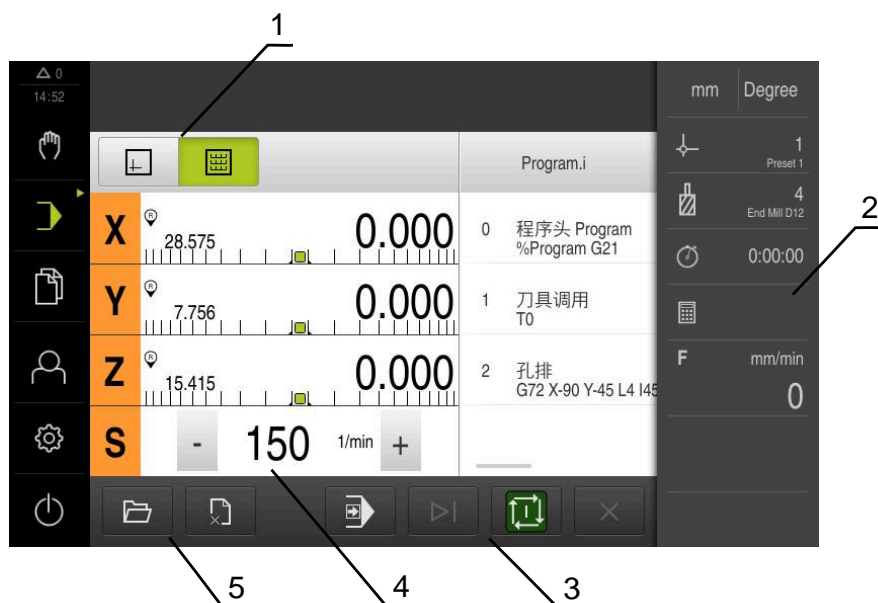 1
0
14:52
mm Degree
1
Preset 1
4
End Mill D12
0:00:00
F mm/min
0
2
Program.i
X R 28.575 0.000
Y R 7.756 0.000
Z R 15.415 0.000
S - 150 1/min +
0 程序头 Program
%Program G21
1 刀具调用
T0
2 孔排
G72 X-90 Y-45 L4 I45
5
4
3